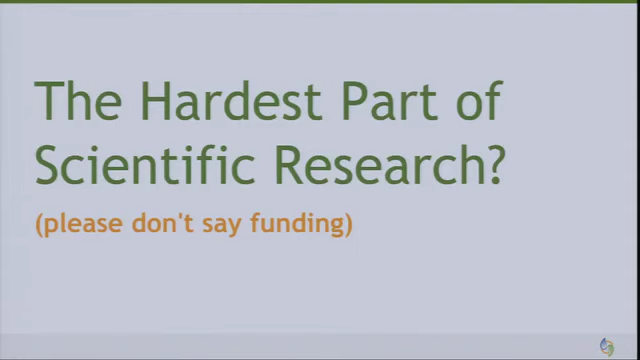 The Hardest Part of
Scientific Research?
(please don't say funding)